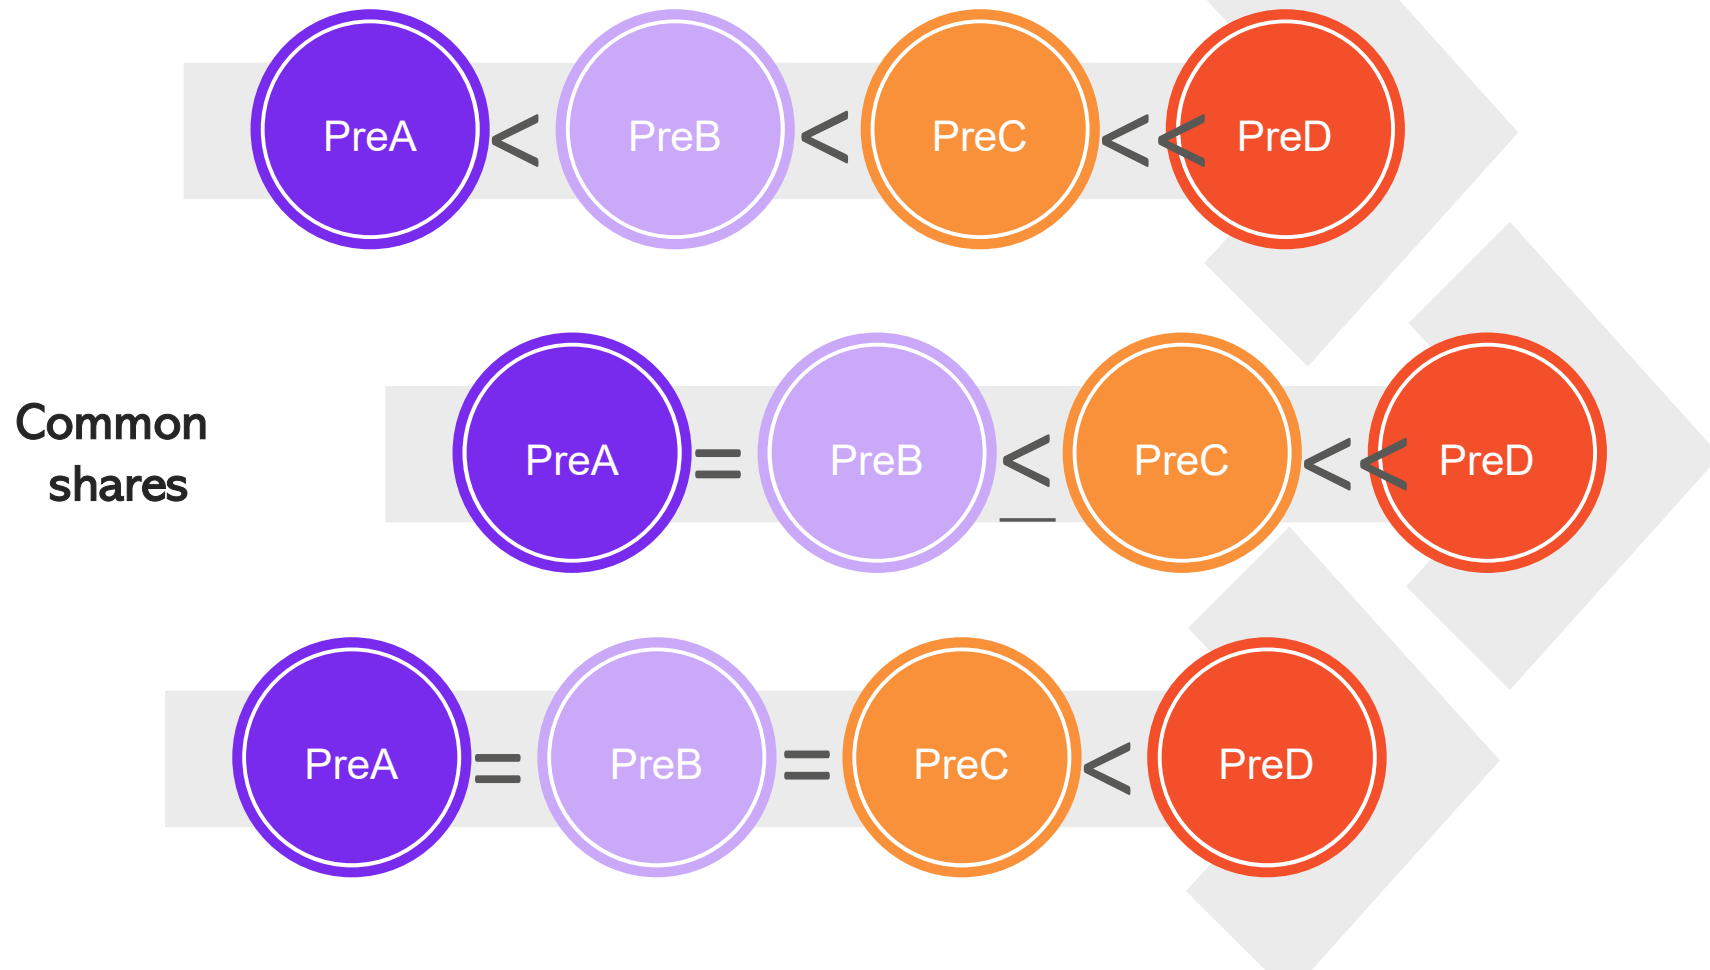 PreA < PreB < PreC << PreD
Common
shares
PreA = PreB ≤ PreC << PreD
PreA = PreB = PreC < PreD